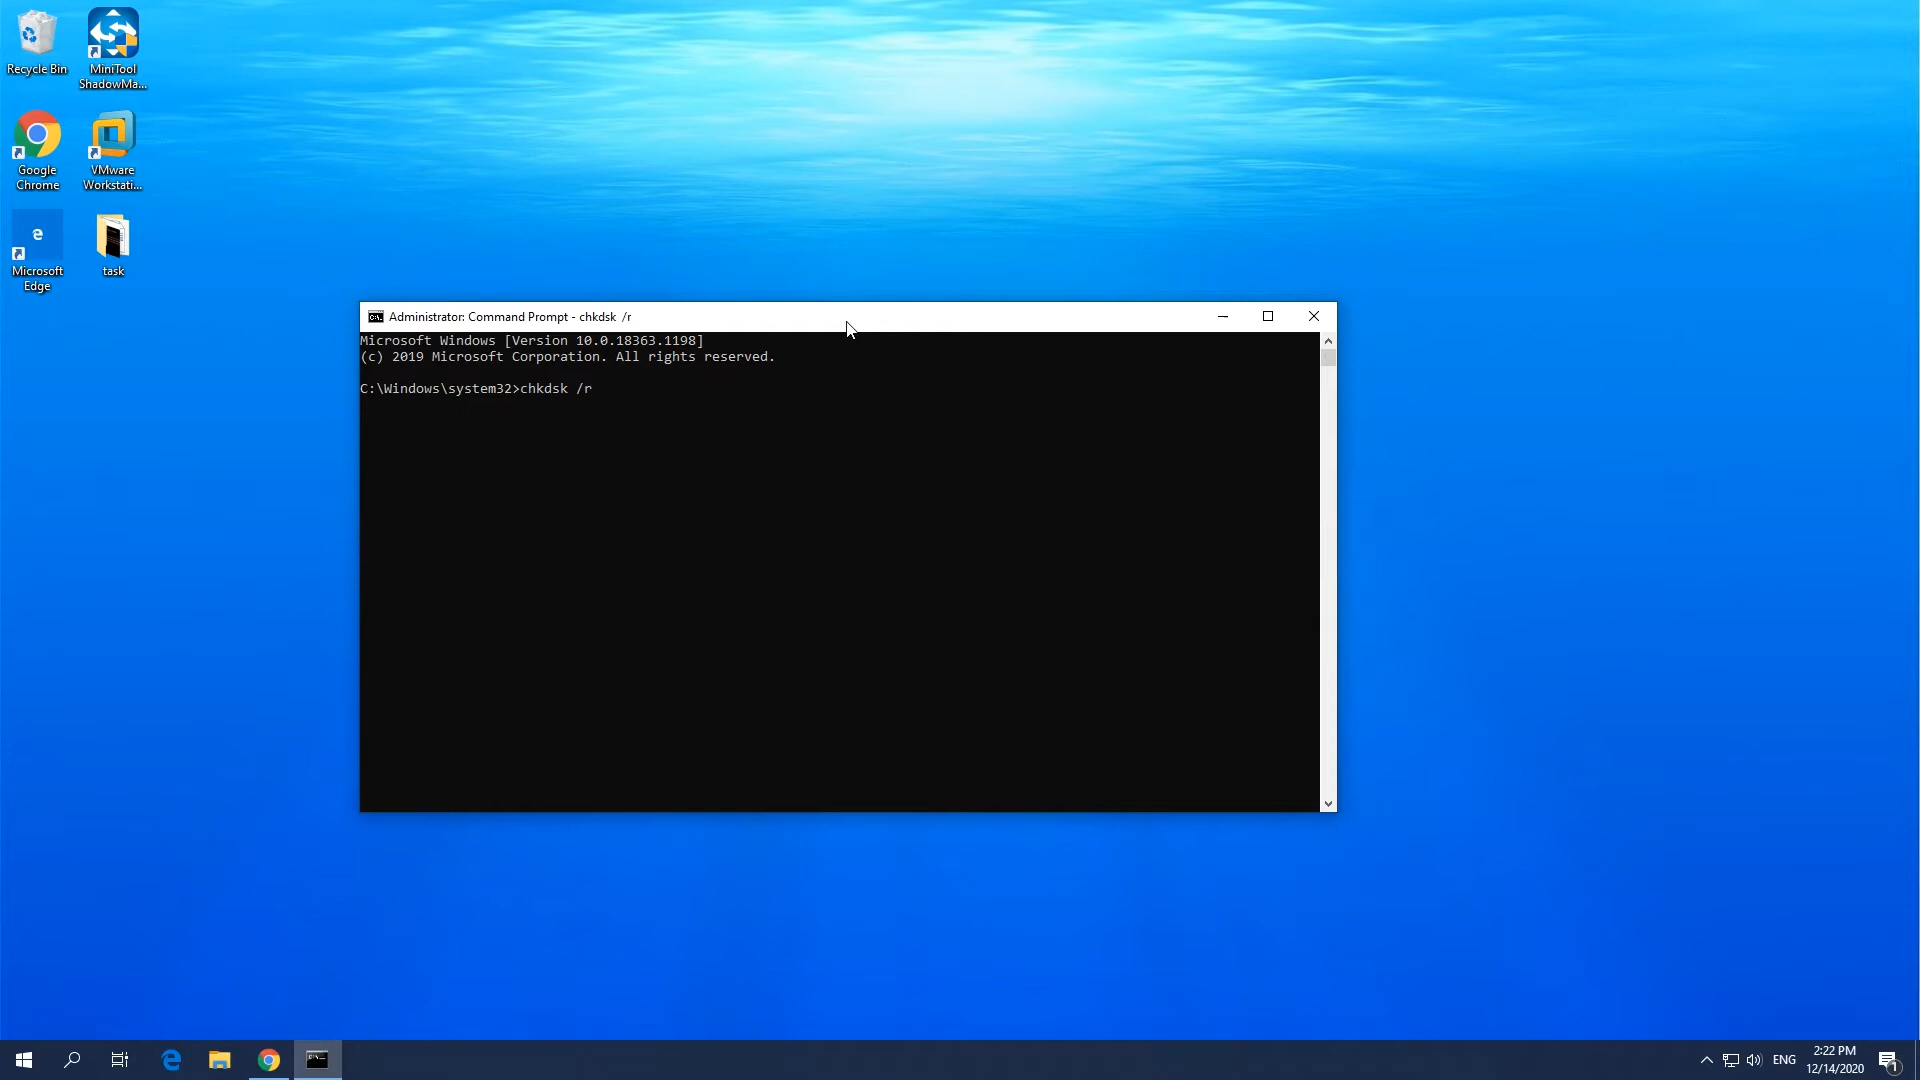 Recycle Bin
MiniTool
ShadowMa...
Google
Chrome
VMware
Workstati...
Microsoft
Edge
task
Administrator: Command Prompt - chkdsk /r
Microsoft Windows [Version 10.0.18363.1198]
(c) 2019 Microsoft Corporation. All rights reserved.
C:\Windows\system32>chkdsk /r
ENG
2:22 PM
12/14/2020
1